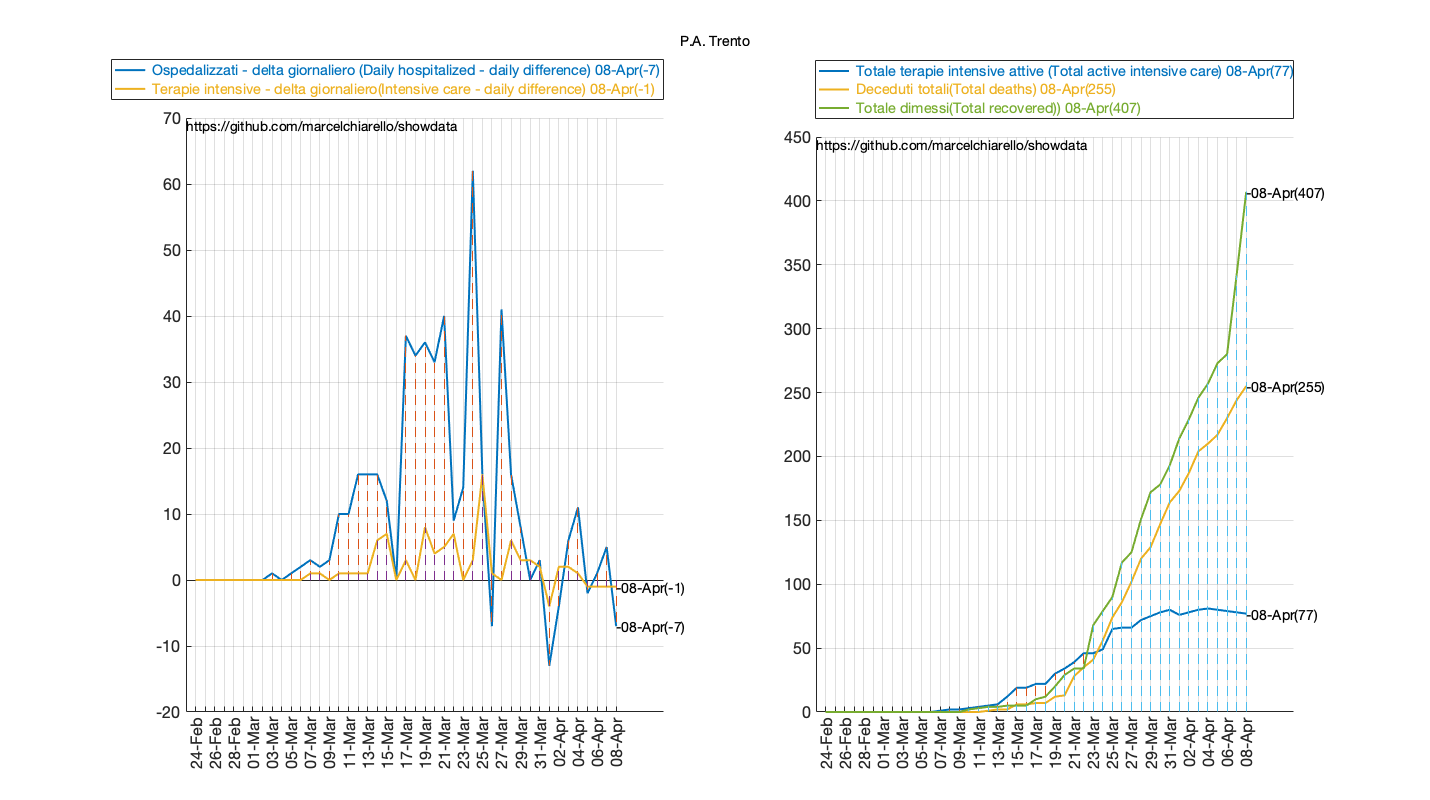 P.A. Trento
Ospedalizzati - delta giornaliero (Daily hospitalized - daily difference) 08-Apr(-7)
Terapie intensive - delta giornaliero(Intensive care - daily difference) 08-Apr(-1)
https://github.com/marcelchiarello/showdata
70
60
50
40
30
20
10
0
-10
-20
-08-Apr(-1)
-08-Apr(-7)
24-Feb
26-Feb
28-Feb
01-Mar
03-Mar
05-Mar
07-Mar
09-Mar
11-Mar
13-Mar
15-Mar
17-Mar
19-Mar
21-Mar
23-Mar
25-Mar
27-Mar
29-Mar
31-Mar
02-Apr
04-Apr
06-Apr
08-Apr
Totale terapie intensive attive (Total active intensive care) 08-Apr(77)
Deceduti totali(Total deaths) 08-Apr(255)
Totale dimessi(Total recovered)) 08-Apr(407)
https://github.com/marcelchiarello/showdata
450
400
350
300
250
200
150
100
50
0
-08-Apr(407)
-08-Apr(255)
-08-Apr(77)
24-Feb
26-Feb
28-Feb
01-Mar
03-Mar
05-Mar
07-Mar
09-Mar
11-Mar
13-Mar
15-Mar
17-Mar
19-Mar
21-Mar
23-Mar
25-Mar
27-Mar
29-Mar
31-Mar
02-Apr
04-Apr
06-Apr
08-Apr